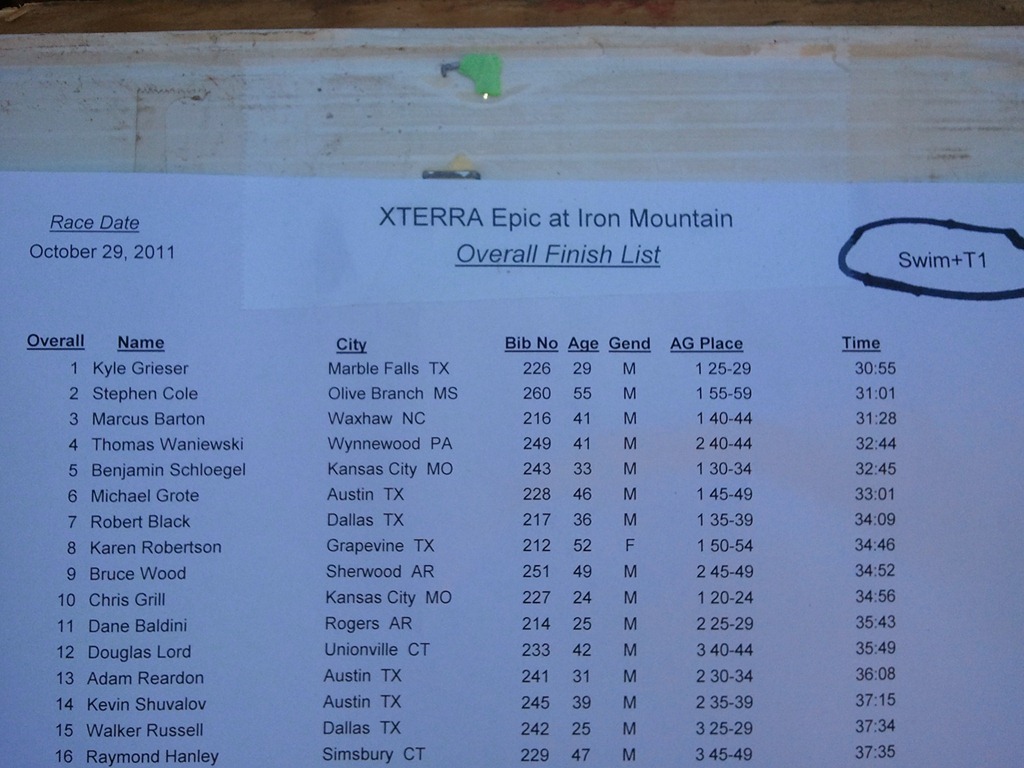 XTERRA Epic at Iron Mountain
Race Date
Overall Finish List
October 29, 2011
Swim+T1
Overall Name City Bib No Age Gend AG Place Time
1 Kyle Grieser Marble Falls TX 226 29 M 1 25-29 30:55
2 Stephen Cole Olive Branch MS 260 55 M 1 55-59 31:01
3 Marcus Barton Waxhaw NC 216 41 M 1 40-44 31:28
4 Thomas Waniewski Wynnewood PA 249 41 M 2 40-44 32:44
5 Benjamin Schloegel Kansas City MO 243 33 M 1 30-34 32:45
6 Michael Grote Austin TX 228 46 M 1 45-49 33:01
7 Robert Black Dallas TX 217 36 M 1 35-39 34:09
8 Karen Robertson Grapevine TX 212 52 F 1 50-54 34:46
9 Bruce Wood Sherwood AR 251 49 M 2 45-49 34:52
10 Chris Grill Kansas City MO 227 24 M 1 20-24 34:56
11 Dane Baldini Rogers AR 214 25 M 2 25-29 35:43
12 Douglas Lord Unionville CT 233 42 M 3 40-44 35:49
13 Adam Reardon Austin TX 241 31 M 2 30-34 36:08
14 Kevin Shuvalov Austin TX 245 39 M 2 35-39 37:15
15 Walker Russell Dallas TX 242 25 M 3 25-29 37:34
16 Raymond Hanley Simsbury CT 229 47 M 3 45-49 37:35